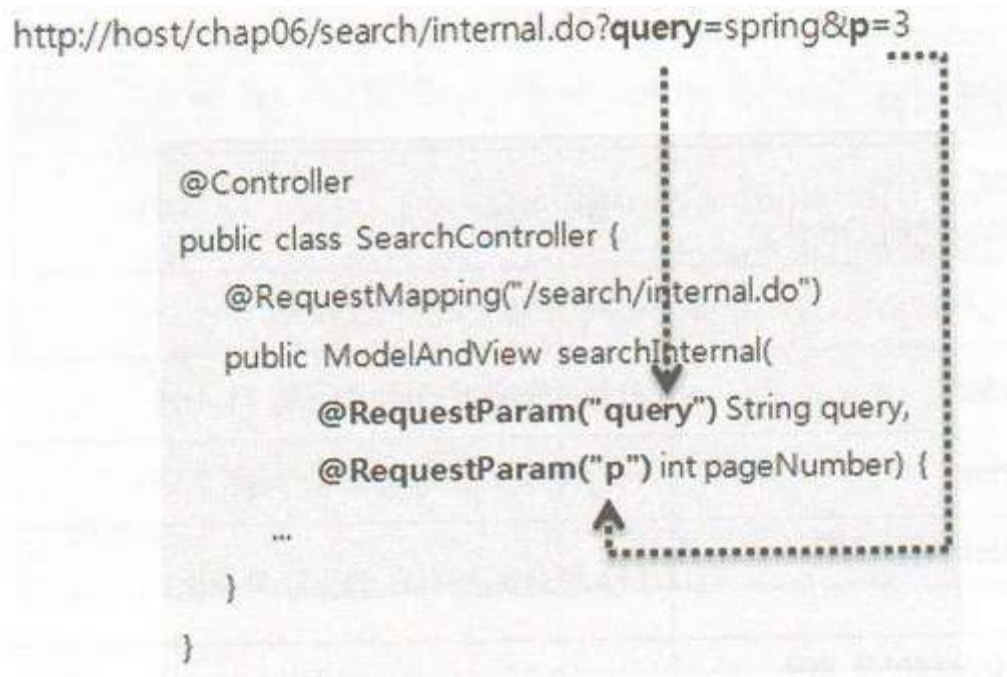 http://host/chap06/search/internal.do?query=spring&p=3
@Controller
public class SearchController {
@RequestMapping("/search/internal.do")
public ModelAndView searchInternal(
@RequestParam("query") String query,
@RequestParam("p") int pageNumber) {
...
}
}